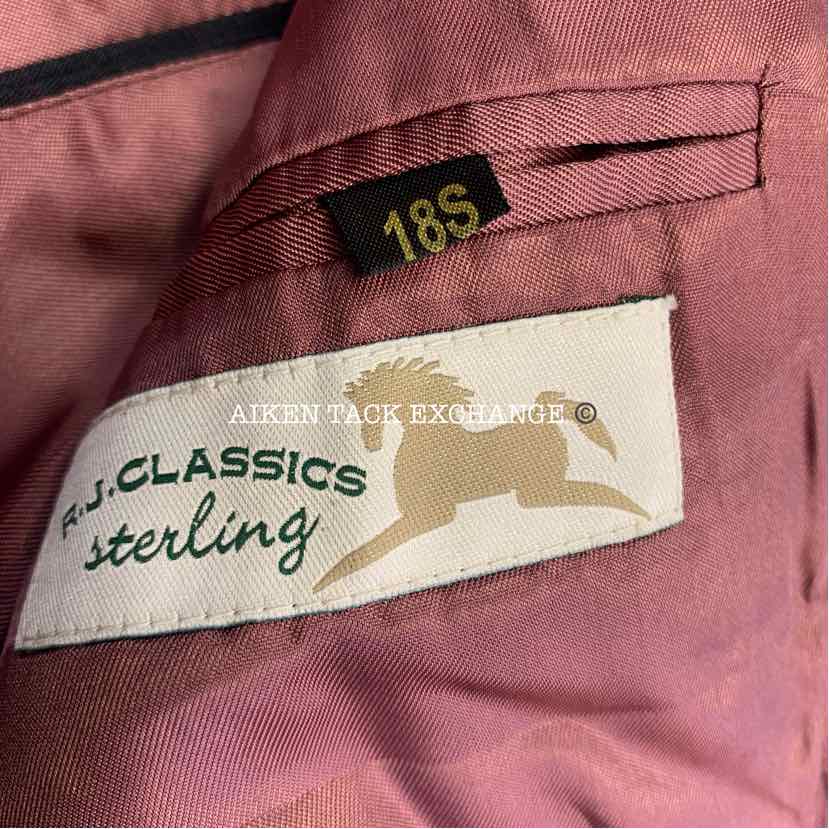 18S
AIKEN TACK EXCHANGE ©
R.J.CLASSICS
sterling